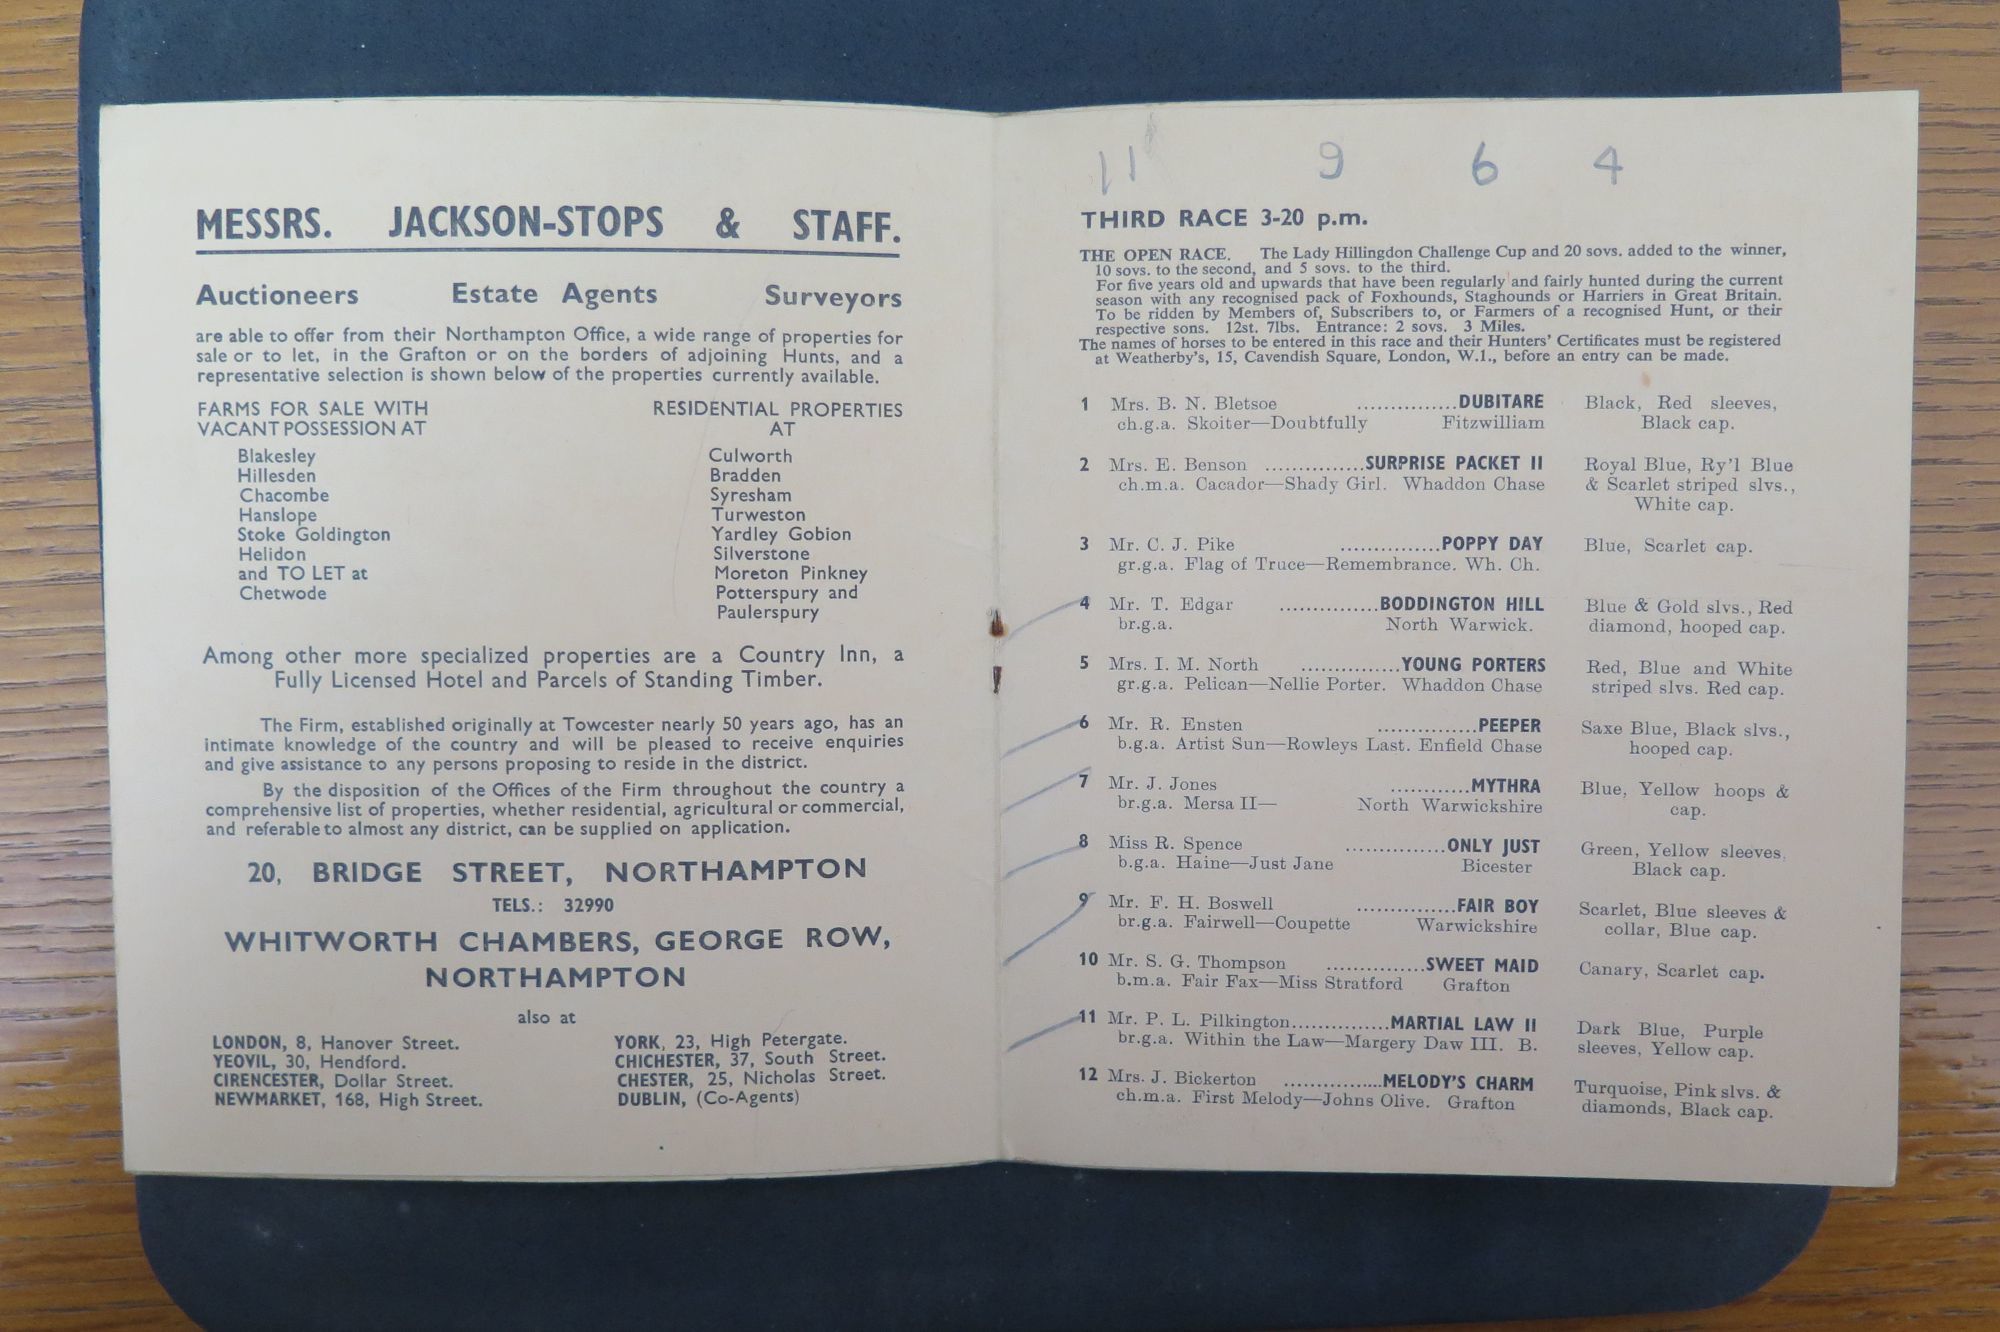 MESSRS. JACKSON-STOPS & STAFF.
Auctioneers Estate Agents Surveyors
are able to offer from their Northampton Office, a wide range of properties for
sale or to let, in the Grafton or on the borders of adjoining Hunts, and a
representative selection is shown below of the properties currently available.
FARMS FOR SALE WITH
VACANT POSSESSION AT
Blakesley
Hillesden
Chacombe
Hanslope
Stoke Goldington
Helidon
and TO LET at
Chetwode
RESIDENTIAL PROPERTIES
AT
Culworth
Bradden
Syresham
Turweston
Yardley Gobion
Silverstone
Moreton Pinkney
Potterspury and
Paulerspury
Among other more specialized properties are a Country Inn, a
Fully Licensed Hotel and Parcels of Standing Timber.
The Firm, established originally at Towcester nearly 50 years ago, has an
intimate knowledge of the country and will be pleased to receive enquiries
and give assistance to any persons proposing to reside in the district.
By the disposition of the Offices of the Firm throughout the country a
comprehensive list of properties, whether residential, agricultural or commercial,
and referable to almost any district, can be supplied on application.
20, BRIDGE STREET, NORTHAMPTON
TELS.: 32990
WHITWORTH CHAMBERS, GEORGE ROW,
NORTHAMPTON
also at
LONDON, 8, Hanover Street.
YEOVIL, 30, Hendford.
CIRENCESTER, Dollar Street.
NEWMARKET, 168, High Street.
YORK, 23, High Petergate.
CHICHESTER, 37, South Street.
CHESTER, 25, Nicholas Street.
DUBLIN, (Co-Agents)
11 9 6 4
THIRD RACE 3-20 p.m.
THE OPEN RACE. The Lady Hillingdon Challenge Cup and 20 sovs. added to the winner,
10 sovs. to the second, and 5 sovs. to the third.
For five years old and upwards that have been regularly and fairly hunted during the current
season with any recognised pack of Foxhounds, Staghounds or Harriers in Great Britain.
To be ridden by Members of, Subscribers to, or Farmers of a recognised Hunt, or their
respective sons. 12st. 7lbs. Entrance: 2 sovs. 3 Miles.
The names of horses to be entered in this race and their Hunters' Certificates must be registered
at Weatherby's, 15, Cavendish Square, London, W.1., before an entry can be made.
1 Mrs. B. N. Bletsoe ...............DUBITARE Black, Red sleeves,
ch.g.a. Skoiter—Doubtfully Fitzwilliam Black cap.
2 Mrs. E. Benson ...............SURPRISE PACKET II Royal Blue, Ry'l Blue
ch.m.a. Cacador—Shady Girl. Whaddon Chase & Scarlet striped slvs.,
White cap.
3 Mr. C. J. Pike ...............POPPY DAY Blue, Scarlet cap.
gr.g.a. Flag of Truce—Remembrance. Wh. Ch.
4 Mr. T. Edgar ...............BODDINGTON HILL Blue & Gold slvs., Red
br.g.a. North Warwick. diamond, hooped cap.
5 Mrs. I. M. North ...............YOUNG PORTERS Red, Blue and White
gr.g.a. Pelican—Nellie Porter. Whaddon Chase striped slvs. Red cap.
6 Mr. R. Ensten ...............PEEPER Saxe Blue, Black slvs.,
b.g.a. Artist Sun—Rowleys Last. Enfield Chase hooped cap.
7 Mr. J. Jones ............MYTHRA Blue, Yellow hoops &
br.g.a. Mersa II— North Warwickshire cap.
8 Miss R. Spence ...............ONLY JUST Green, Yellow sleeves,
b.g.a. Haine—Just Jane Bicester Black cap.
9 Mr. F. H. Boswell ...............FAIR BOY Scarlet, Blue sleeves &
br.g.a. Fairwell—Coupette Warwickshire collar, Blue cap.
10 Mr. S. G. Thompson ...............SWEET MAID Canary, Scarlet cap.
b.m.a. Fair Fax—Miss Stratford Grafton
11 Mr. P. L. Pilkington...............MARTIAL LAW II Dark Blue, Purple
br.g.a. Within the Law—Margery Daw III. B. sleeves, Yellow cap.
12 Mrs. J. Bickerton ...............MELODY'S CHARM Turquoise, Pink slvs. &
ch.m.a. First Melody—Johns Olive. Grafton diamonds, Black cap.